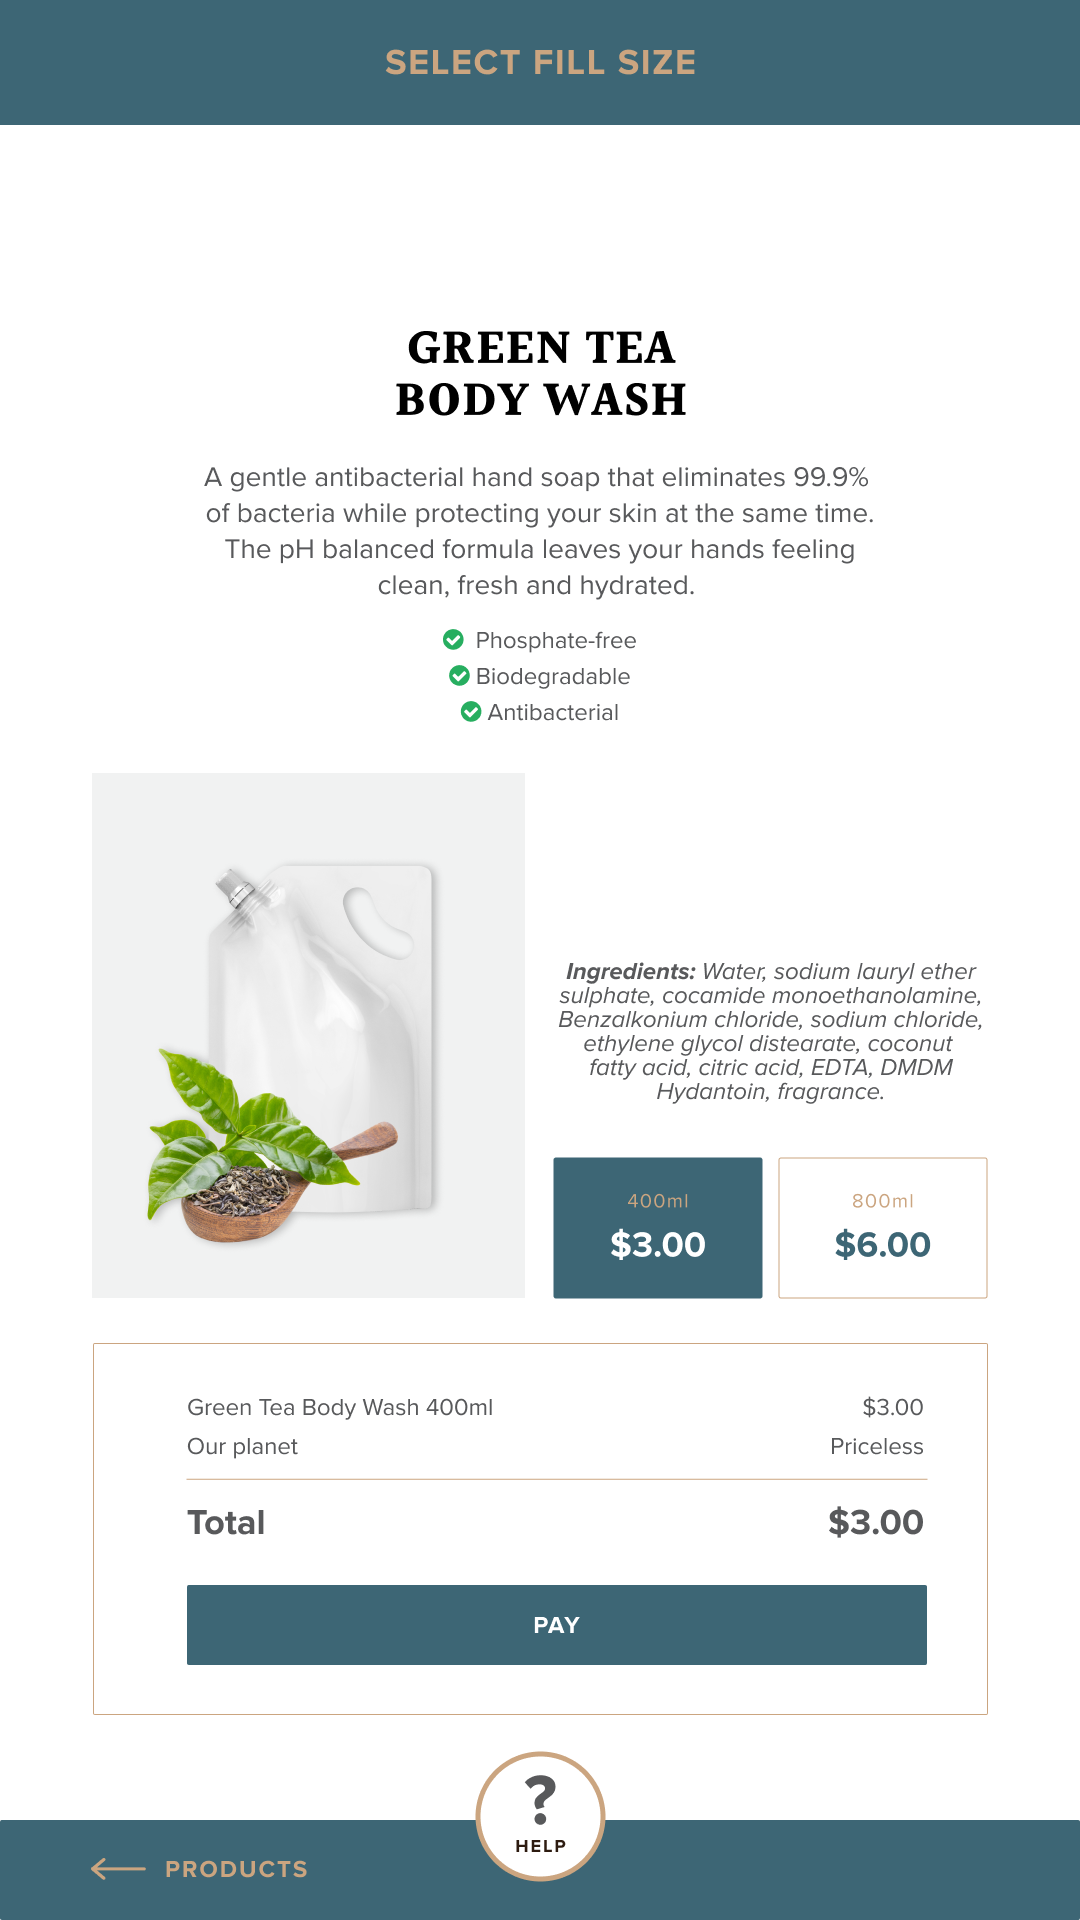 SELECT FILL SIZE
GREEN TEA
BODY WASH
A gentle antibacterial hand soap that eliminates 99.9%
of bacteria while protecting your skin at the same time.
The pH balanced formula leaves your hands feeling
clean, fresh and hydrated.
Phosphate-free
Biodegradable
Antibacterial
Ingredients: Water, sodium lauryl ether
sulphate, cocamide monoethanolamine,
Benzalkonium chloride, sodium chloride,
ethylene glycol distearate, coconut
fatty acid, citric acid, EDTA, DMDM
Hydantoin, fragrance.
400ml
$3.00
800ml
$6.00
Green Tea Body Wash 400ml $3.00
Our planet Priceless
Total $3.00
PAY
?
HELP
PRODUCTS